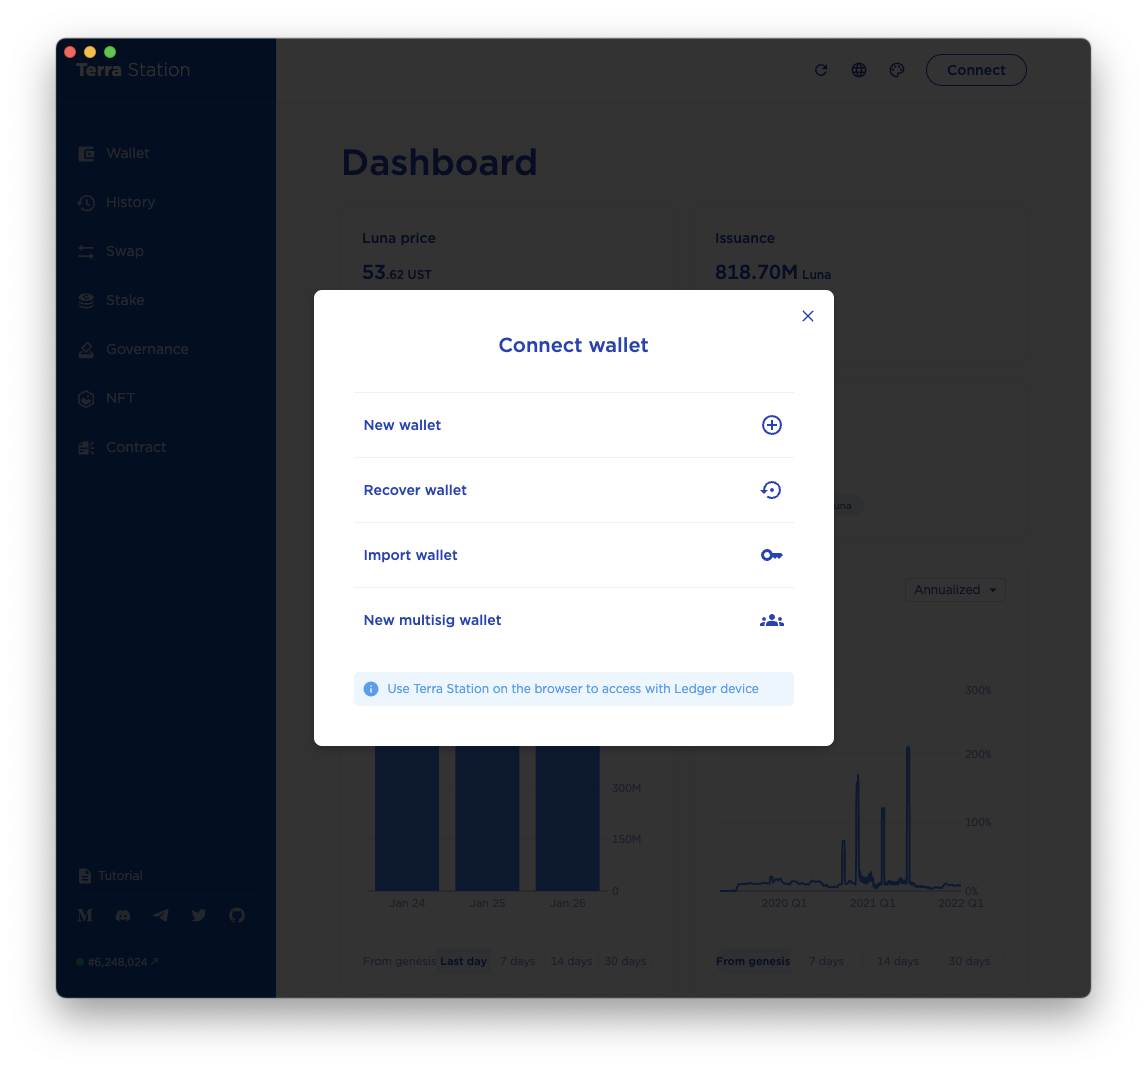 Terra Station
Connect
Wallet
History
Swap
Stake
Governance
NFT
Contract
Tutorial
#6,248,024
Dashboard
Luna price
53.62 UST
Issuance
818.70M Luna
Connect wallet
New wallet
Recover wallet
Import wallet
New multisig wallet
Use Terra Station on the browser to access with Ledger device
una
Annualized
300M
150M
0
Jan 24 Jan 25 Jan 26
From genesis Last day 7 days 14 days 30 days
300%
200%
100%
0%
2020 Q1 2021 Q1 2022 Q1
From genesis 7 days 14 days 30 days